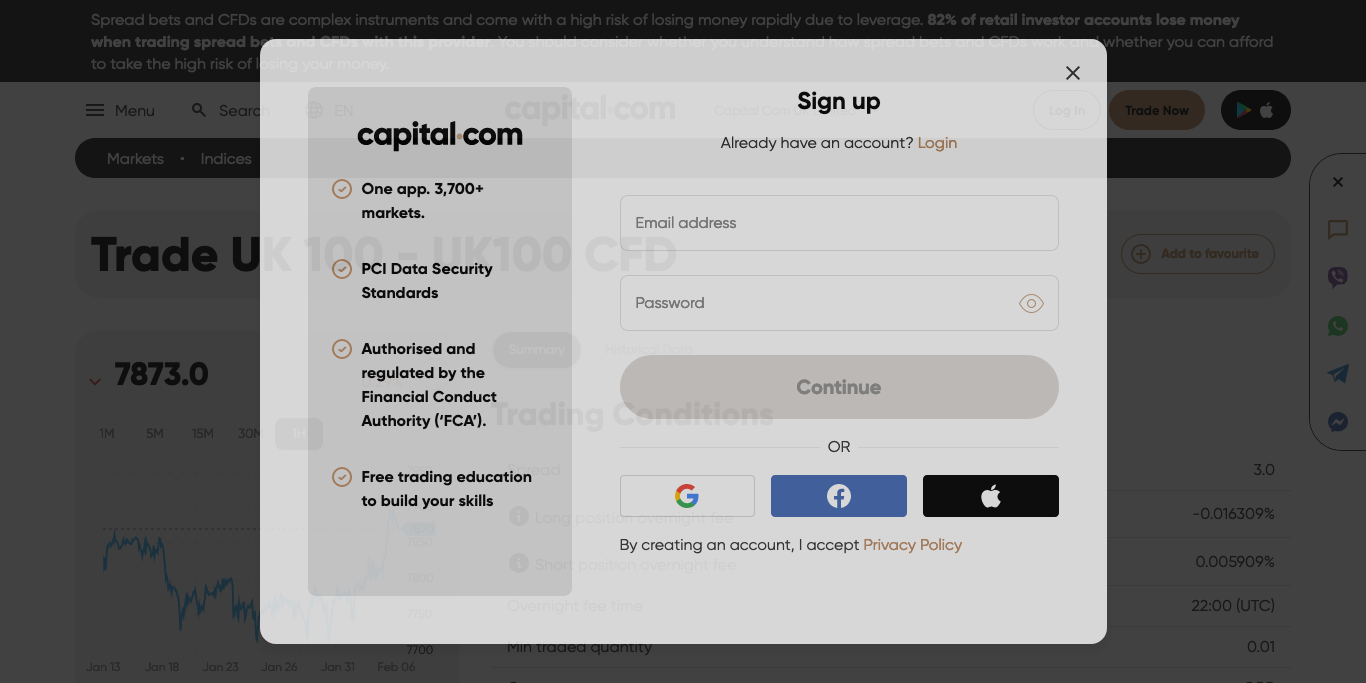 Spread bets and CFDs are complex instruments and come with a high risk of losing money rapidly due to leverage. 82% of retail investor accounts lose money
when trading spread bets and CFDs with this provider. You should consider whether you understand how spread bets and CFDs work and whether you can afford
to take the high risk of losing your money.
Menu
Search
EN
capital.com
Log In
Trade Now
Markets • Indices
Trade UK 100 - UK100 CFD
Add to favourite
7873.0
1M 5M 15M 30M 1H
7850
7800
7750
7700
Jan 13 Jan 18 Jan 23 Jan 26 Jan 31 Feb 06
Summary
Historical Data
Trading Conditions
Spread 3.0
Long position overnight fee -0.016309%
Short position overnight fee 0.005909%
Overnight fee time 22:00 (UTC)
Min traded quantity 0.01
capital.com
One app. 3,700+
markets.
PCI Data Security
Standards
Authorised and
regulated by the
Financial Conduct
Authority (‘FCA’).
Free trading education
to build your skills
Sign up
Already have an account? Login
Email address
Password
Continue
OR
By creating an account, I accept Privacy Policy